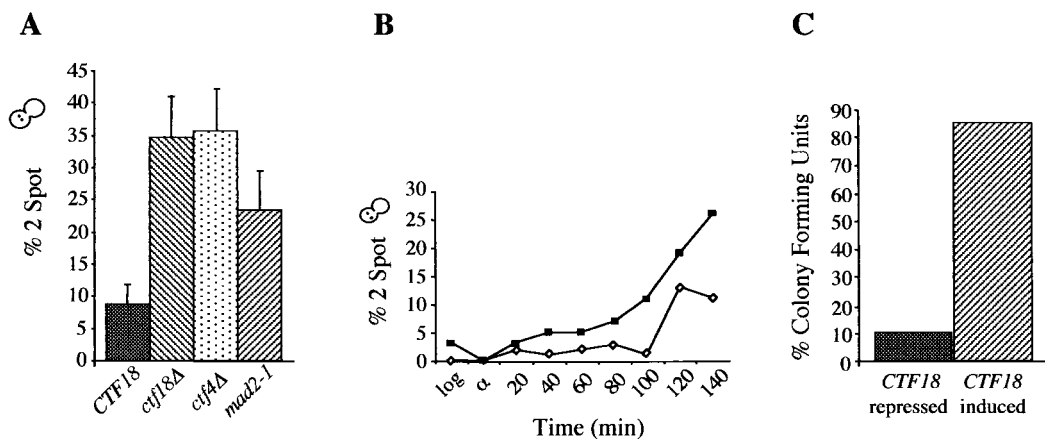 A
% 2 Spot
45
40
35
30
25
20
15
10
5
0
CTF18
ctf18Δ
ctf4Δ
mad2-1
B
% 2 Spot
30
25
20
15
10
5
0
log
α
20
40
60
80
100
120
140
Time (min)
C
% Colony Forming Units
90
80
70
60
50
40
30
20
10
0
CTF18
repressed
CTF18
induced